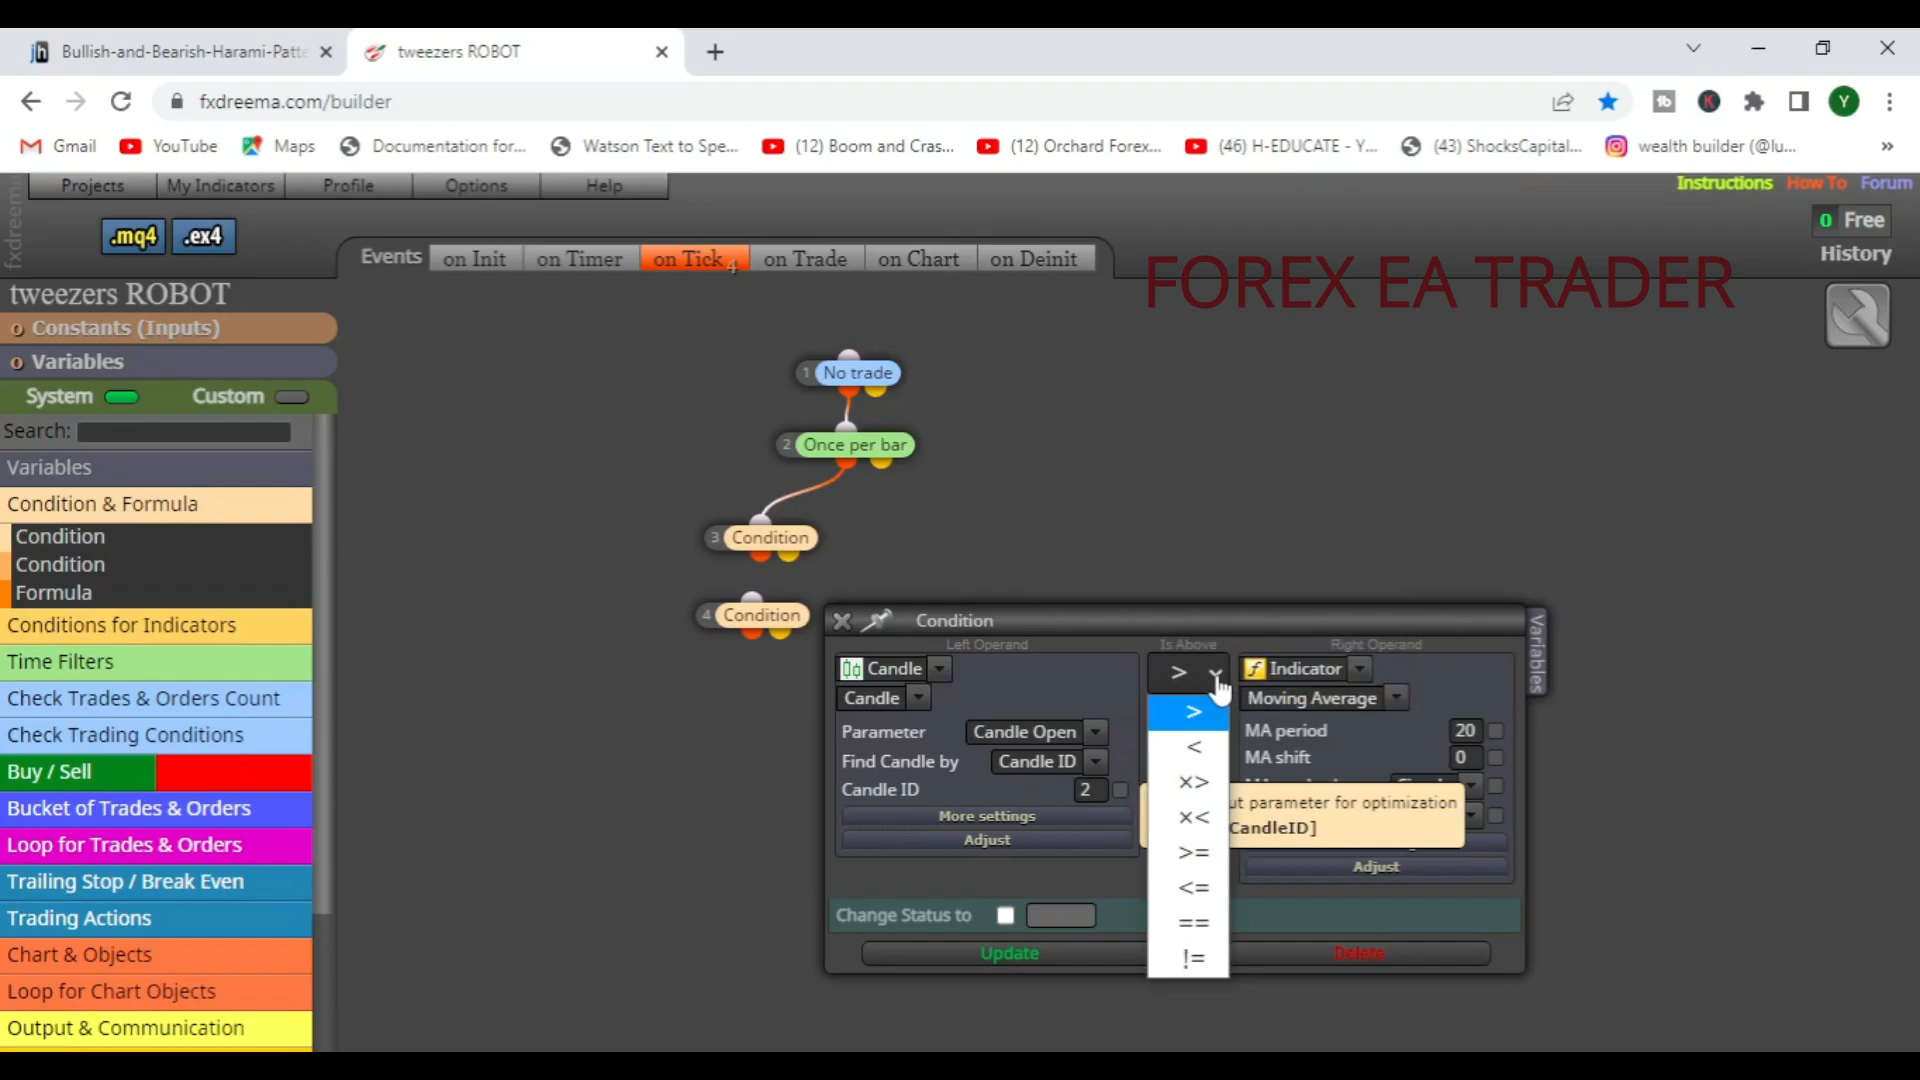 Bullish-and-Bearish-Harami-Patte
tweezers ROBOT
fxdreema.com/builder
Gmail
YouTube
Maps
Documentation for...
Watson Text to Spe...
(12) Boom and Cras...
(12) Orchard Forex...
(46) H-EDUCATE - Y...
(43) ShocksCapital...
wealth builder (@lu...
»
Projects
My Indicators
Profile
Options
Help
Instructions
How To
Forum
fxdreema
.mq4
.ex4
0 Free
History
Events
on Init
on Timer
on Tick 4
on Trade
on Chart
on Deinit
FOREX EA TRADER
tweezers ROBOT
Constants (Inputs)
Variables
System
Custom
Search:
Variables
Condition & Formula
Condition
Condition
Formula
Conditions for Indicators
Time Filters
Check Trades & Orders Count
Check Trading Conditions
Buy / Sell
Bucket of Trades & Orders
Loop for Trades & Orders
Trailing Stop / Break Even
Trading Actions
Chart & Objects
Loop for Chart Objects
Output & Communication
1 No trade
2 Once per bar
3 Condition
4 Condition
Condition
Left Operand
Is Above
Right Operand
Variables
Candle
Candle
Parameter
Candle Open
Find Candle by
Candle ID
Candle ID
2
More settings
Adjust
>
>
<
×>
×<
>=
<=
==
!=
Indicator
Moving Average
MA period
20
MA shift
0
ut parameter for optimization
CandleID]
Adjust
Change Status to
Update
Delete